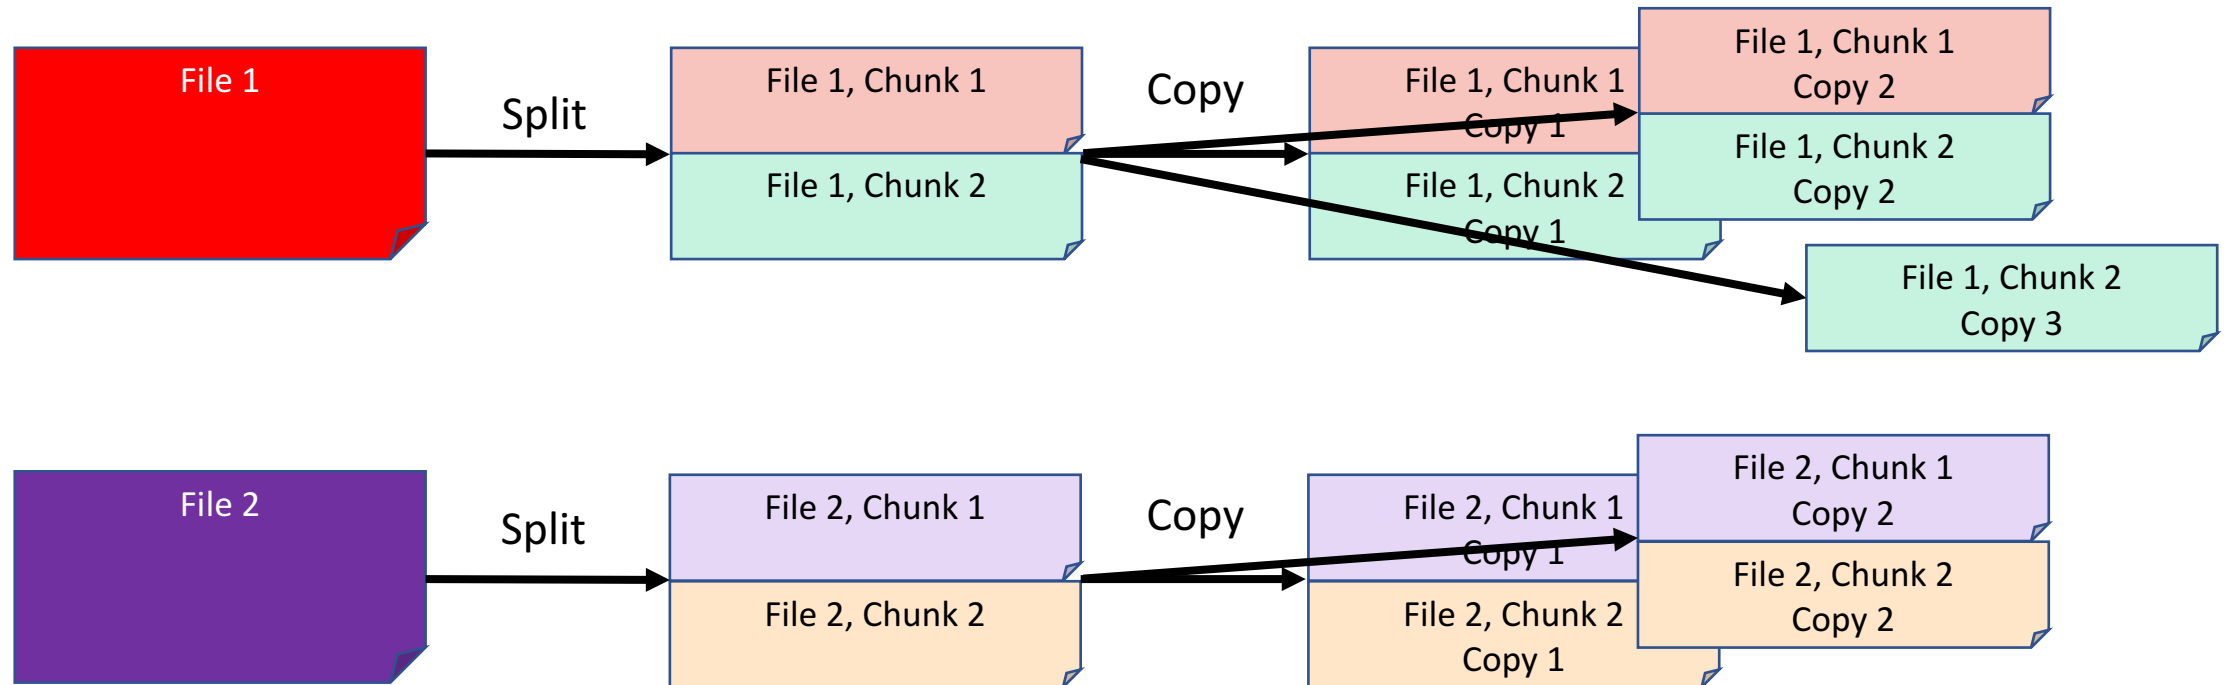 File 1
Split
File 1, Chunk 1
File 1, Chunk 2
Copy
File 1, Chunk 1
Copy 1
File 1, Chunk 2
Copy 1
File 1, Chunk 1
Copy 2
File 1, Chunk 2
Copy 2
File 1, Chunk 2
Copy 3
File 2
Split
File 2, Chunk 1
File 2, Chunk 2
Copy
File 2, Chunk 1
Copy 1
File 2, Chunk 2
Copy 1
File 2, Chunk 1
Copy 2
File 2, Chunk 2
Copy 2